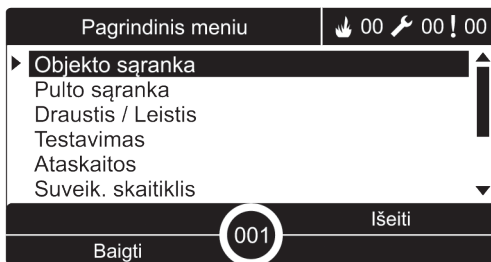 Pagrindinis meniu 00 00 ! 00
Objekto sąranka
Pulto sąranka
Draustis / Leistis
Testavimas
Ataskaitos
Suveik. skaitiklis
Išeiti
001
Baigti